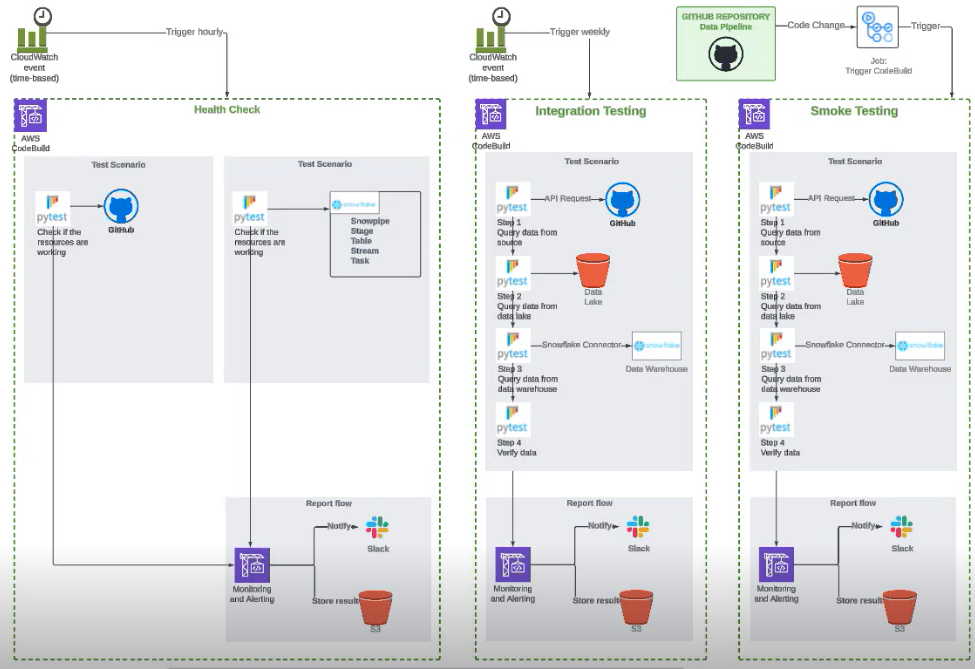 CloudWatch
event
(time-based)
Trigger hourly
CloudWatch
event
(time-based)
Trigger weekly
GITHUB REPOSITORY
Data Pipeline
Code Change
Job:
Trigger CodeBuild
Trigger
AWS
CodeBuild
Health Check
Test Scenario
pytest
Check if the
resources are
working
GitHub
Test Scenario
pytest
Check if the
resources are
working
snowflake
Snowpipe
Stage
Table
Stream
Task
Report flow
Monitoring
and Alerting
Notify
Slack
Store result
S3
AWS
CodeBuild
Integration Testing
Test Scenario
pytest
API Request
GitHub
Step 1
Query data from
source
pytest
Data
Lake
Step 2
Query data from
data lake
pytest
Snowflake Connector
snowflake
Data Warehouse
Step 3
Query data from
data warehouse
pytest
Step 4
Verify data
Report flow
Monitoring
and Alerting
Notify
Slack
Store result
S3
AWS
CodeBuild
Smoke Testing
Test Scenario
pytest
API Request
GitHub
Step 1
Query data from
source
pytest
Data
Lake
Step 2
Query data from
data lake
pytest
Snowflake Connector
snowflake
Data Warehouse
Step 3
Query data from
data warehouse
pytest
Step 4
Verify data
Report flow
Monitoring
and Alerting
Notify
Slack
Store result
S3